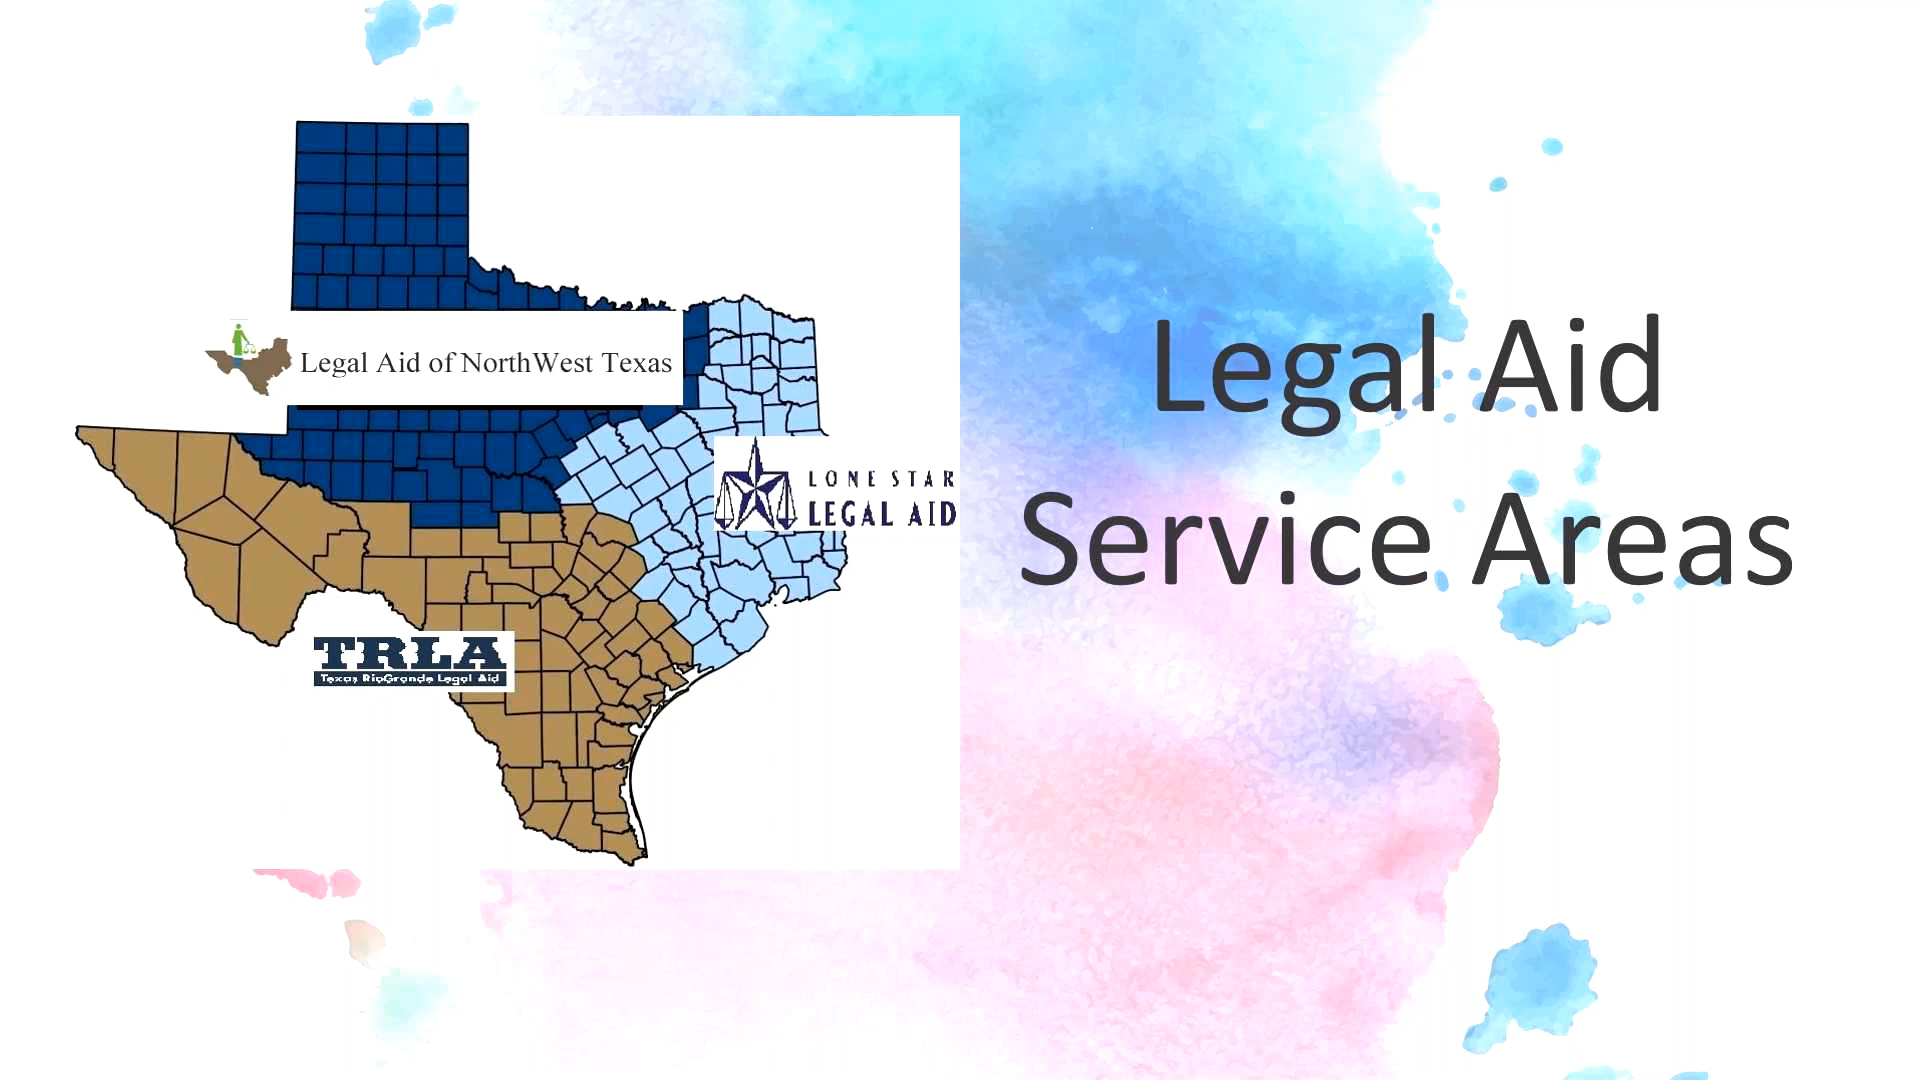 Legal Aid of NorthWest Texas
LONE STAR
LEGAL AID
TRLA
Texas RioGrande Legal Aid
Legal Aid
Service Areas